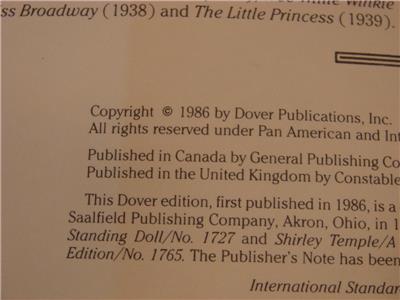 Willie Winkie
ss Broadway (1938) and The Little Princess (1939).
Copyright © 1986 by Dover Publications, Inc.
All rights reserved under Pan American and Int
Published in Canada by General Publishing Co
Published in the United Kingdom by Constable
This Dover edition, first published in 1986, is a
Saalfield Publishing Company, Akron, Ohio, in 1
Standing Doll/No. 1727 and Shirley Temple/A
Edition/No. 1765. The Publisher's Note has been
International Standar